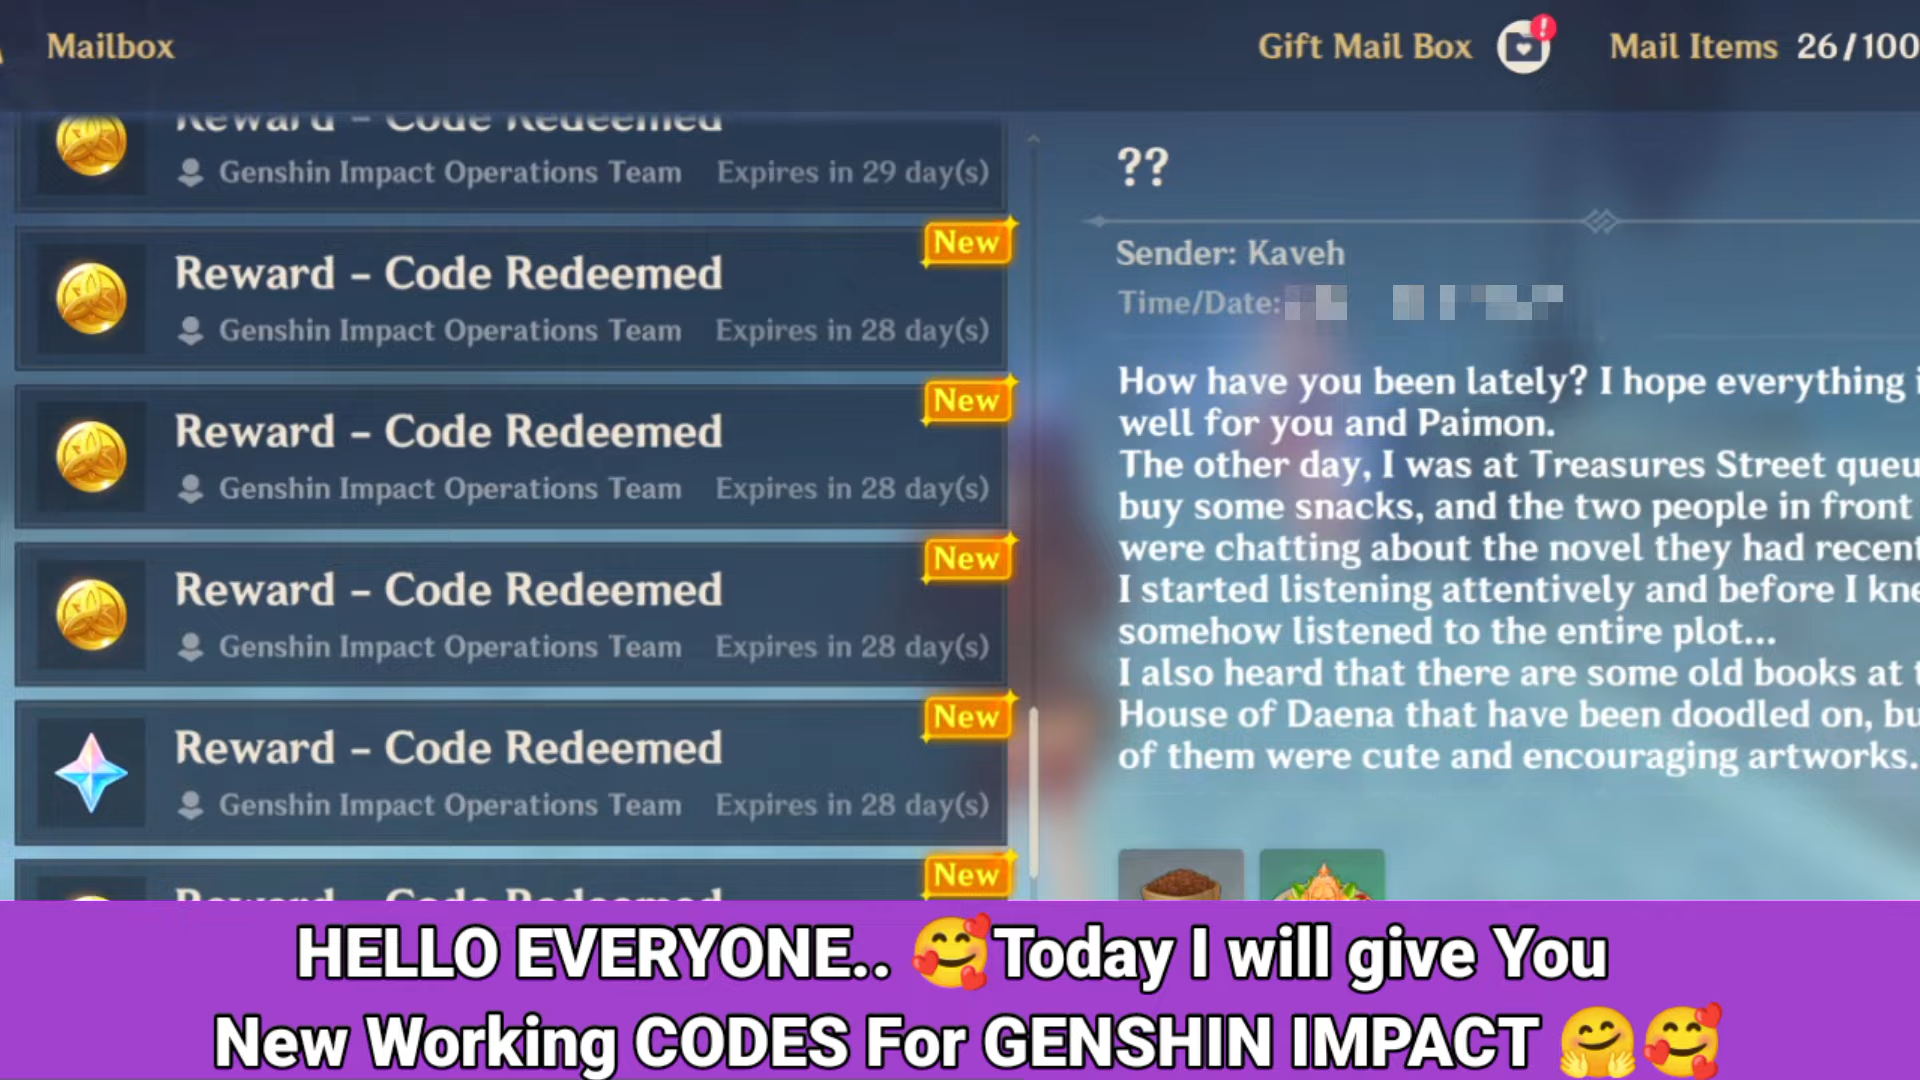 Mailbox
Gift Mail Box
Mail Items 26/100
Reward – Code Redeemed
Genshin Impact Operations Team Expires in 29 day(s)
New
Reward – Code Redeemed
Genshin Impact Operations Team Expires in 28 day(s)
New
Reward – Code Redeemed
Genshin Impact Operations Team Expires in 28 day(s)
New
Reward – Code Redeemed
Genshin Impact Operations Team Expires in 28 day(s)
New
Reward – Code Redeemed
Genshin Impact Operations Team Expires in 28 day(s)
New
Reward – Code Redeemed
??
Sender: Kaveh
Time/Date:
How have you been lately? I hope everything
well for you and Paimon.
The other day, I was at Treasures Street
buy some snacks, and the two people in front
were chatting about the novel they had
I started listening attentively and before I
somehow listened to the entire plot...
I also heard that there are some old books at
House of Daena that have been doodled on,
of them were cute and encouraging artworks.
HELLO EVERYONE.. 🥰Today I will give You
New Working CODES For GENSHIN IMPACT 🤗🥰